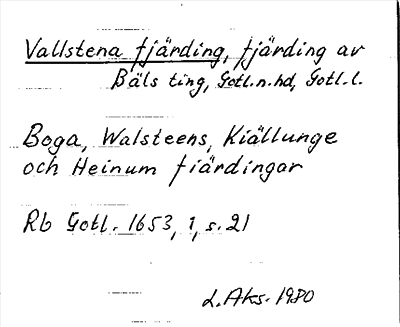 Vallstena fjärding, fjärding av
Bäls ting, Gotl.n.hd, Gotl.l.
Boga, Walsteens, Kiällunge
och Heinum fiärdingar
Rb Gotl. 1653, 1, s. 21
L. Aks. 1980